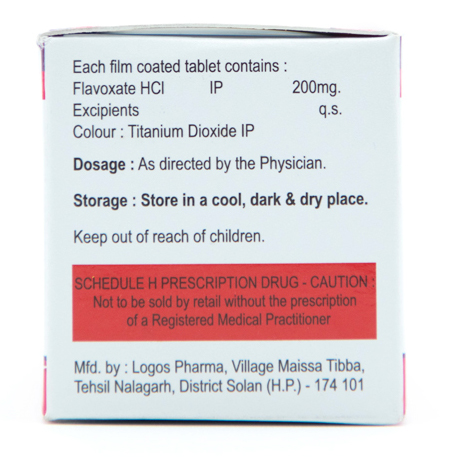 Each film coated tablet contains :
Flavoxate HCl IP 200mg.
Excipients q.s.
Colour : Titanium Dioxide IP
Dosage : As directed by the Physician.
Storage : Store in a cool, dark & dry place.
Keep out of reach of children.
SCHEDULE H PRESCRIPTION DRUG - CAUTION :
Not to be sold by retail without the prescription
of a Registered Medical Practitioner
Mfd. by : Logos Pharma, Village Maissa Tibba,
Tehsil Nalagarh, District Solan (H.P.) - 174 101